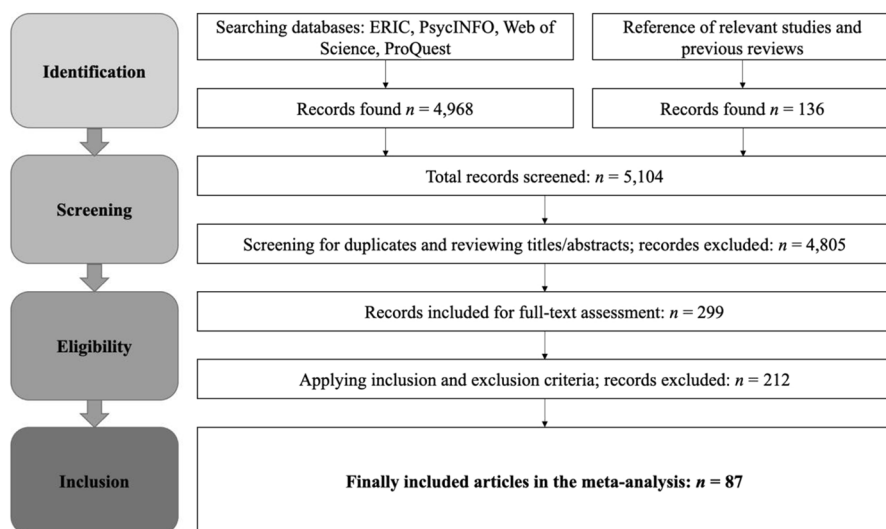 Identification
Searching databases: ERIC, PsycINFO, Web of
Science, ProQuest
Reference of relevant studies and
previous reviews
Records found n = 4,968
Records found n = 136
Screening
Total records screened: n = 5,104
Screening for duplicates and reviewing titles/abstracts; recordes excluded: n = 4,805
Eligibility
Records included for full-text assessment: n = 299
Applying inclusion and exclusion criteria; records excluded: n = 212
Inclusion
Finally included articles in the meta-analysis: n = 87